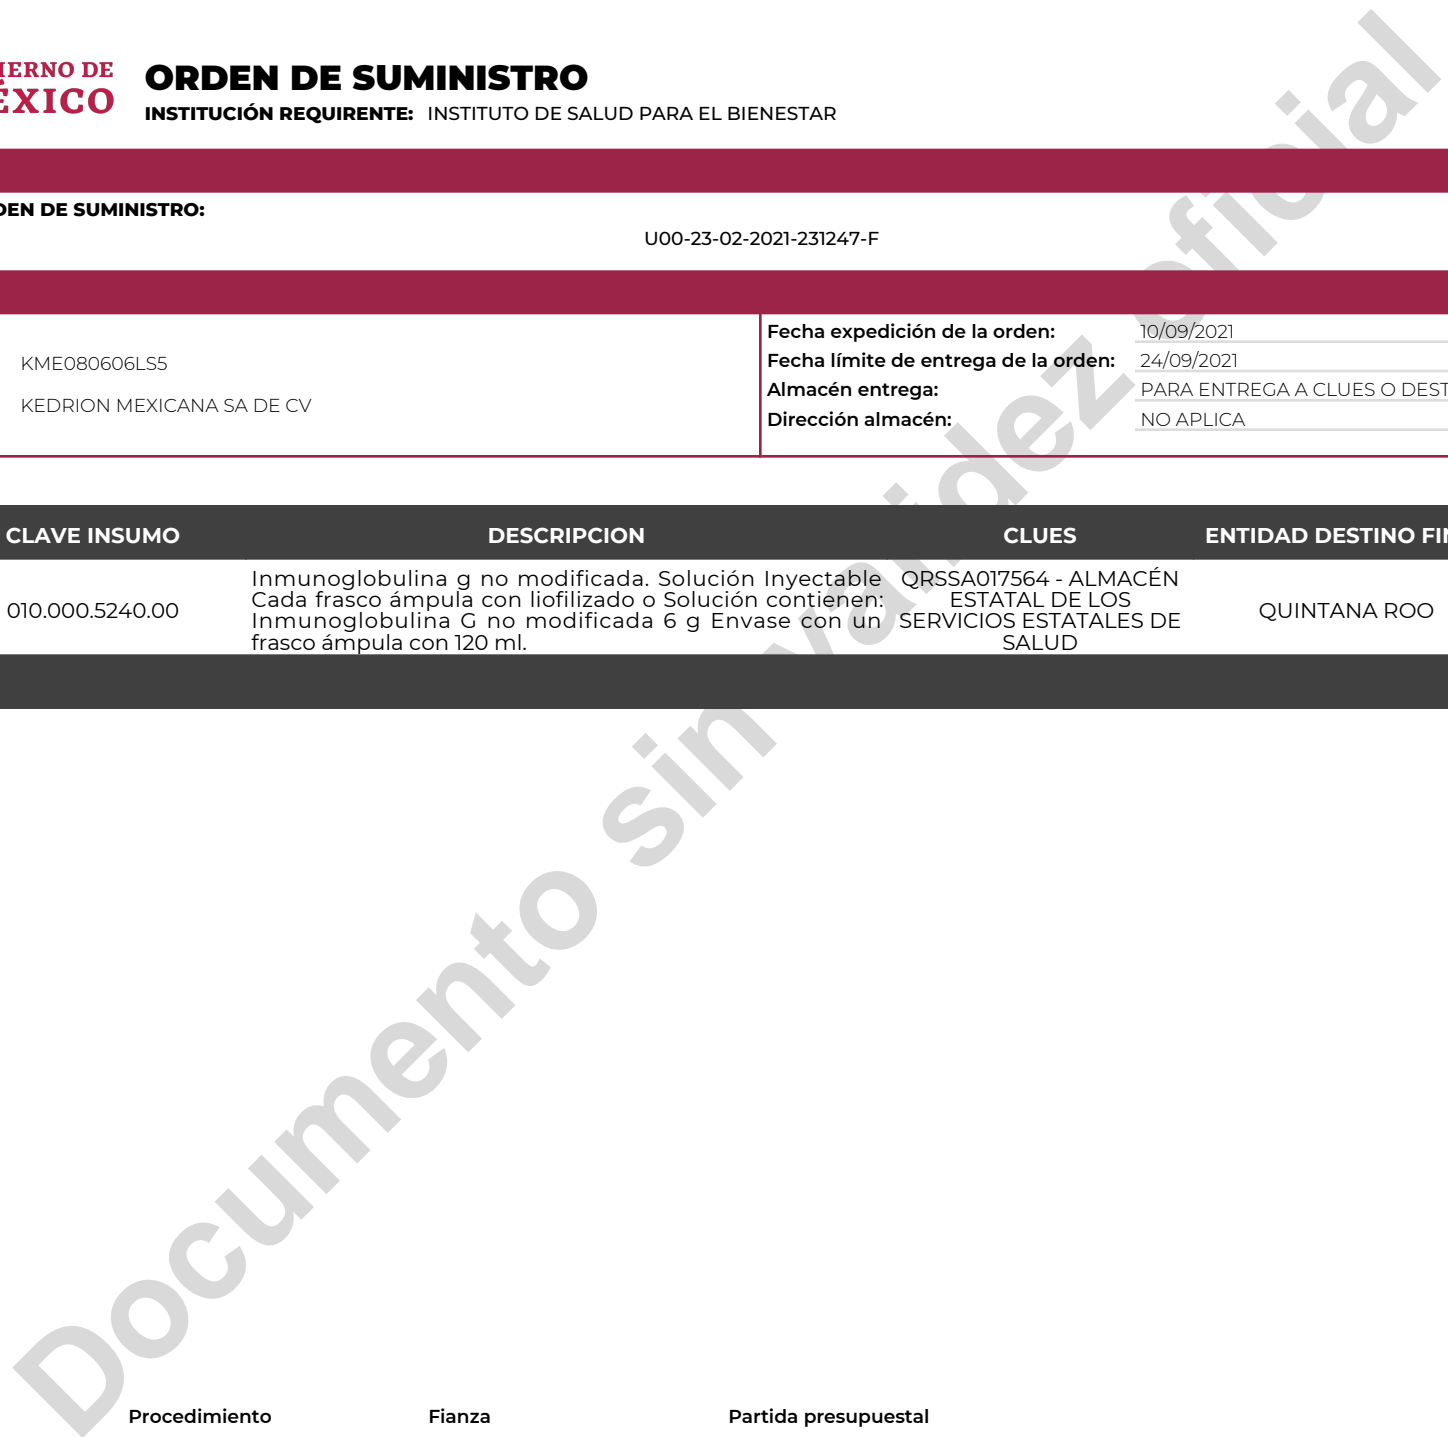 IERNO DE
ÉXICO
ORDEN DE SUMINISTRO
INSTITUCIÓN REQUIRENTE: INSTITUTO DE SALUD PARA EL BIENESTAR
DEN DE SUMINISTRO:
U00-23-02-2021-231247-F
KME080606LS5
KEDRION MEXICANA SA DE CV
Fecha expedición de la orden: 10/09/2021
Fecha límite de entrega de la orden: 24/09/2021
Almacén entrega: PARA ENTREGA A CLUES O DEST
Dirección almacén: NO APLICA
CLAVE INSUMO DESCRIPCION CLUES ENTIDAD DESTINO FIN
010.000.5240.00
Inmunoglobulina g no modificada. Solución Inyectable
Cada frasco ámpula con liofilizado o Solución contienen:
Inmunoglobulina G no modificada 6 g Envase con un
frasco ámpula con 120 ml.
QRSSA017564 - ALMACÉN
ESTATAL DE LOS
SERVICIOS ESTATALES DE
SALUD
QUINTANA ROO
Documento sin validez oficial
Procedimiento Fianza Partida presupuestal